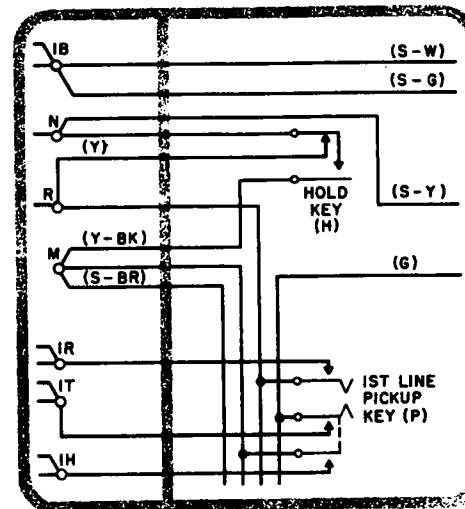 IB
(S-W)
(S-G)
N
(Y)
R
(S-Y)
HOLD
KEY
(H)
(Y-BK)
M
(S-BR)
(G)
IR
IT
IST LINE
PICKUP
KEY (P)
IH